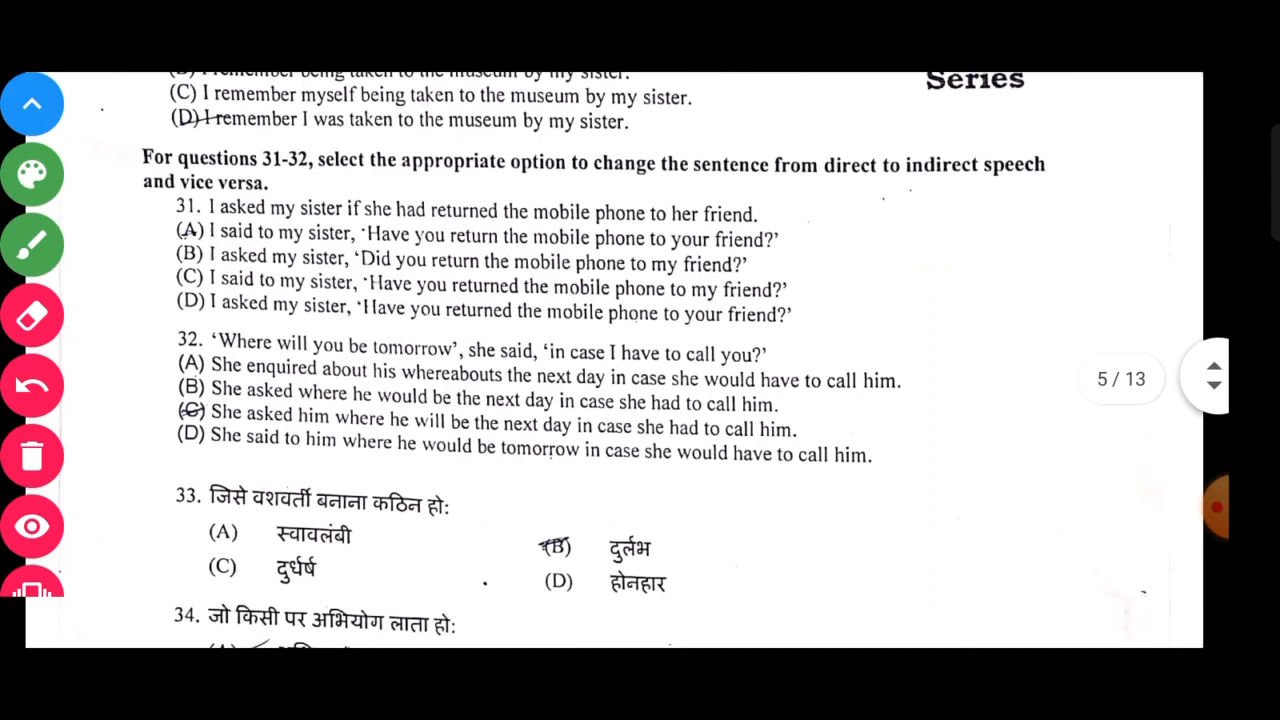 (B) I remember being taken to the museum by my sister.
Series
(C) I remember myself being taken to the museum by my sister.
(D) I remember I was taken to the museum by my sister.
For questions 31-32, select the appropriate option to change the sentence from direct to indirect speech
and vice versa.
31. I asked my sister if she had returned the mobile phone to her friend.
(A) I said to my sister, ‘Have you return the mobile phone to your friend?’
(B) I asked my sister, ‘Did you return the mobile phone to my friend?’
(C) I said to my sister, ‘Have you returned the mobile phone to my friend?’
(D) I asked my sister, ‘Have you returned the mobile phone to your friend?’
32. ‘Where will you be tomorrow’, she said, ‘in case I have to call you?’
(A) She enquired about his whereabouts the next day in case she would have to call him.
(B) She asked where he would be the next day in case she had to call him.
(C) She asked him where he will be the next day in case she had to call him.
(D) She said to him where he would be tomorrow in case she would have to call him.
5 / 13
33. जिसे वशवर्ती बनाना कठिन हो:
(A) स्वावलंबी
(B) दुर्लभ
(C) दुर्धर्ष
(D) होनहार
34. जो किसी पर अभियोग लाता हो: